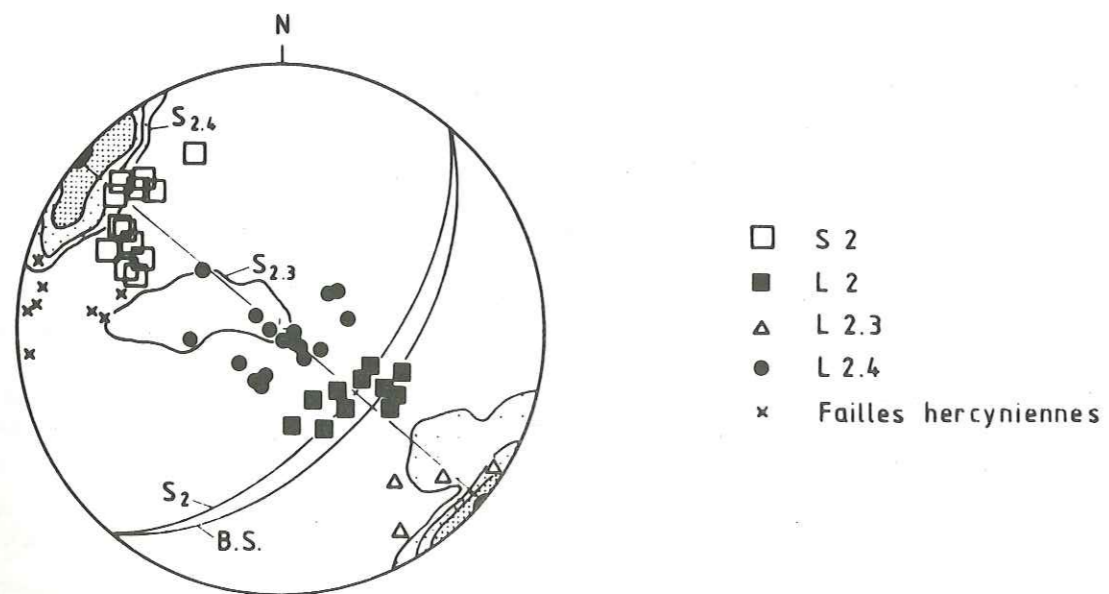 N
S2.4
S2.3
S2
B.S.
S 2
L 2
L 2.3
L 2.4
Failles hercyniennes